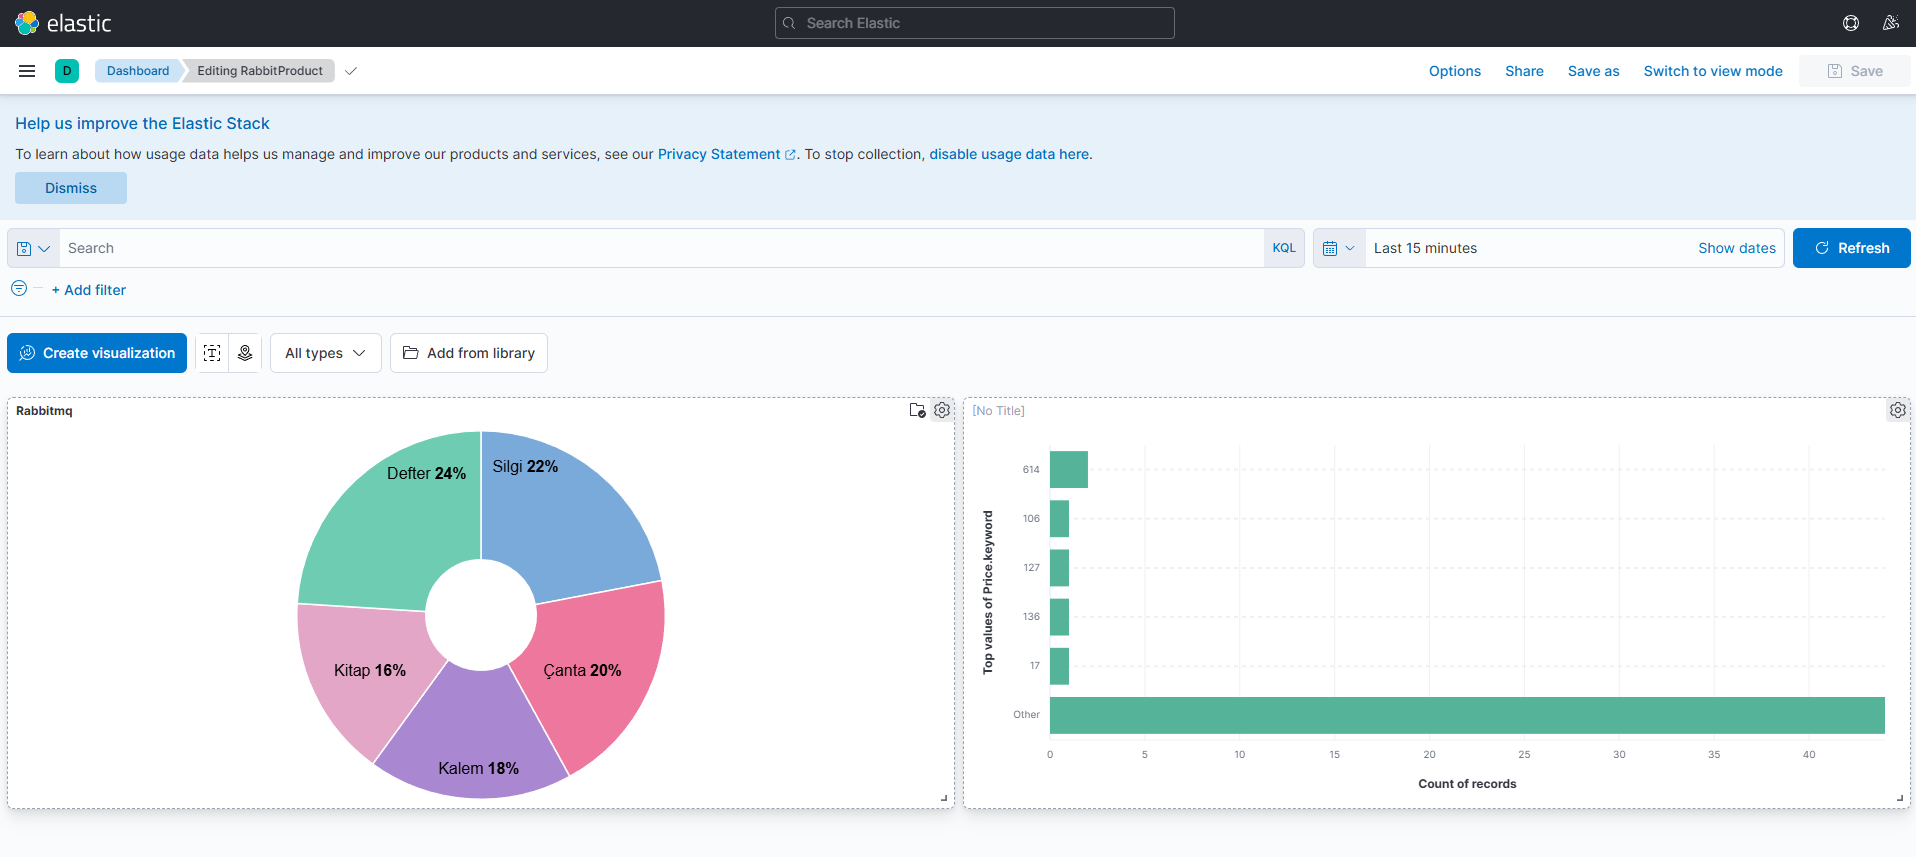 elastic
Search Elastic
D
Dashboard
Editing RabbitProduct
Options
Share
Save as
Switch to view mode
Save
Help us improve the Elastic Stack
To learn about how usage data helps us manage and improve our products and services, see our Privacy Statement. To stop collection, disable usage data here.
Dismiss
Search
KQL
Last 15 minutes
Show dates
Refresh
+ Add filter
Create visualization
All types
Add from library
Rabbitmq
Defter 24%
Silgi 22%
Kitap 16%
Çanta 20%
Kalem 18%
[No Title]
Top values of Price.keyword
614
106
127
136
17
Other
0 5 10 15 20 25 30 35 40
Count of records